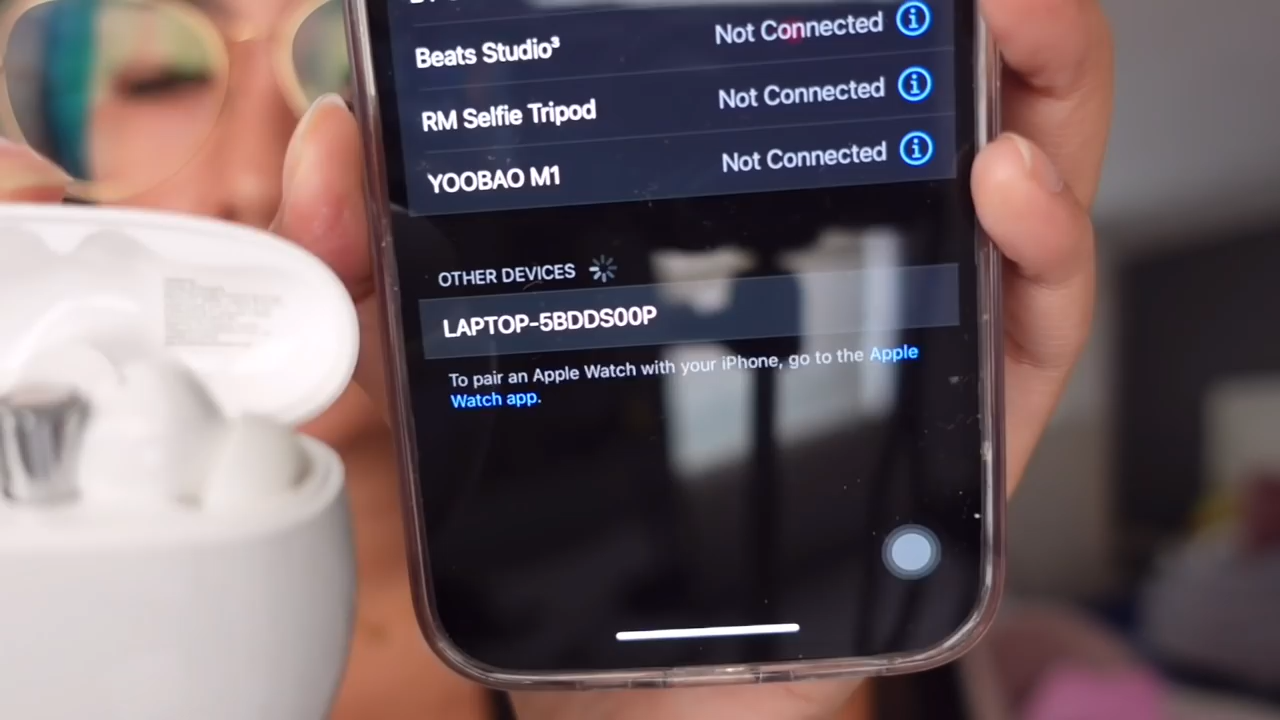 Beats Studio³ Not Connected
RM Selfie Tripod Not Connected
YOOBAO M1 Not Connected
OTHER DEVICES
LAPTOP-5BDDS00P
To pair an Apple Watch with your iPhone, go to the Apple
Watch app.